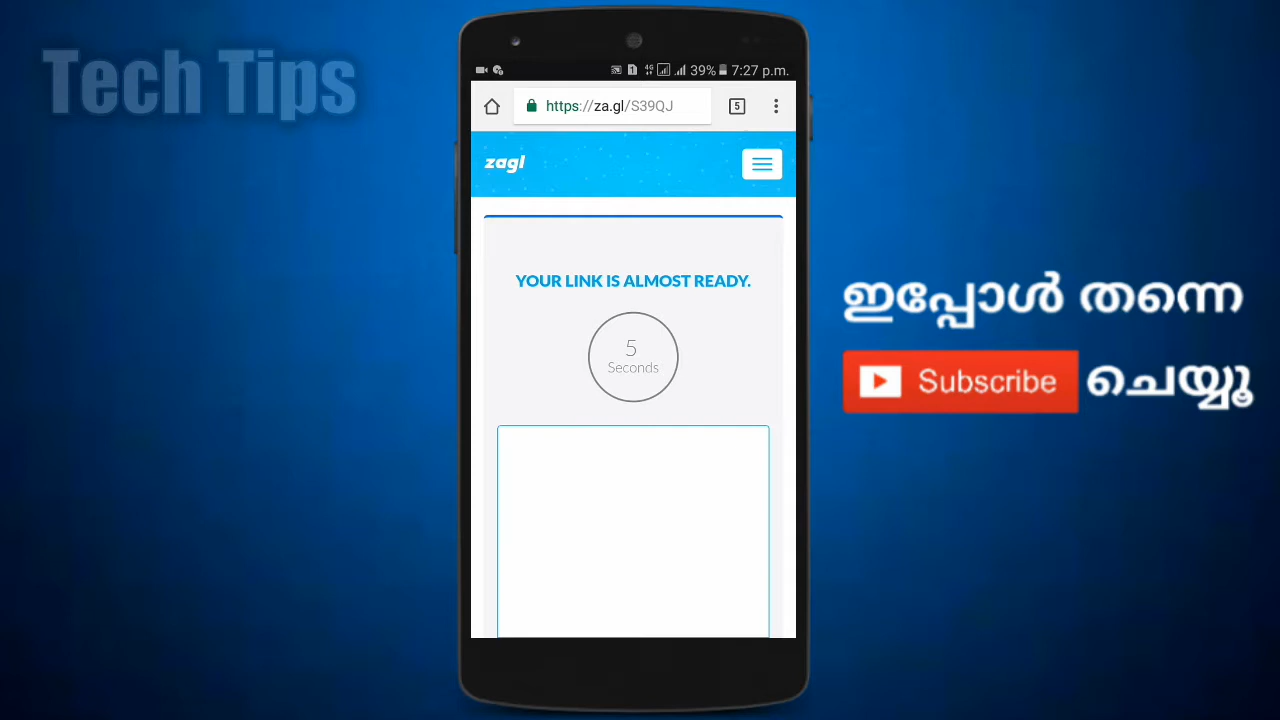 Tech Tips
4G 39% 7:27 p.m.
https://za.gl/S39QJ
5
zagl
YOUR LINK IS ALMOST READY.
5
Seconds
ഇപ്പോൾ തന്നെ
Subscribe ചെയ്യൂ